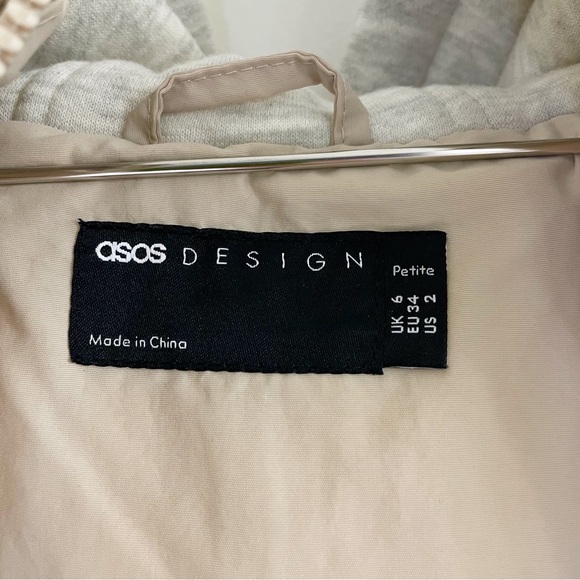 asos DESIGN
Made in China
Petite
UK 6
EU 34
US 2